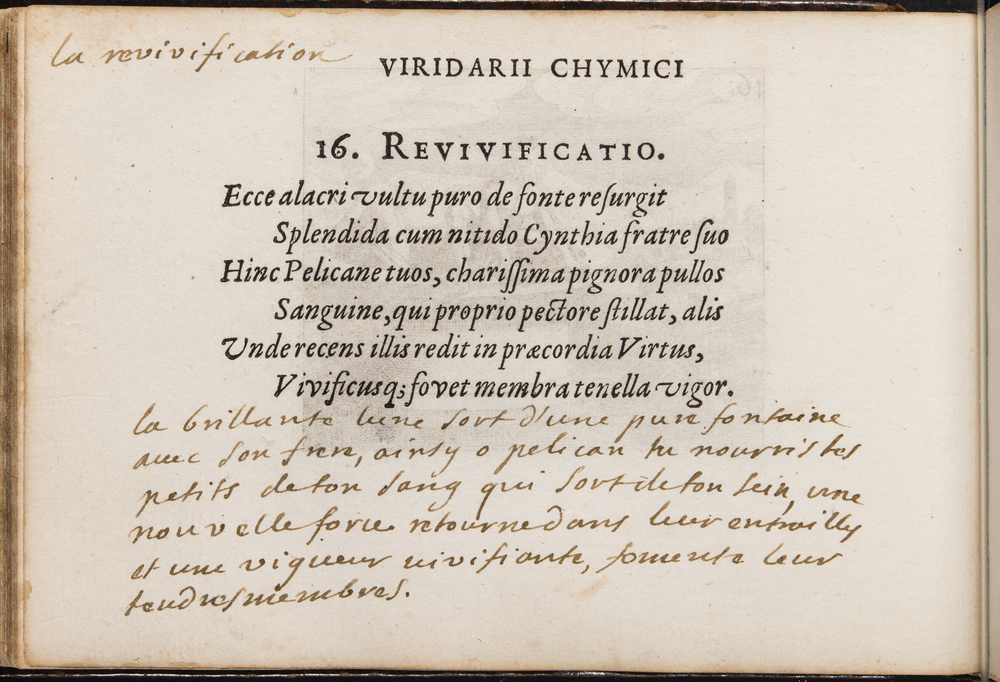 la revivification
VIRIDARII CHYMICI
16. REVIVIFICATIO.
Ecce alacri vultu puro de fonte reſurgit
Splendida cum nitido Cynthia fratre ſuo
Hinc Pelicane tuos, chariſſima pignora pullos
Sanguine, qui proprio pectore ſtillat, alis
Unde recens illis redit in præcordia Virtus,
Vivificusq; fovet membra tenella vigor.
la brillante lune sort d'une pure fontaine
avec son frere, ainsy o pelican tu nourris tes
petits de ton sang qui sort de ton sein, une
nouvelle force retourne dans leur entrailles
et une vigueur vivifiante, fomente leur
tendres membres.